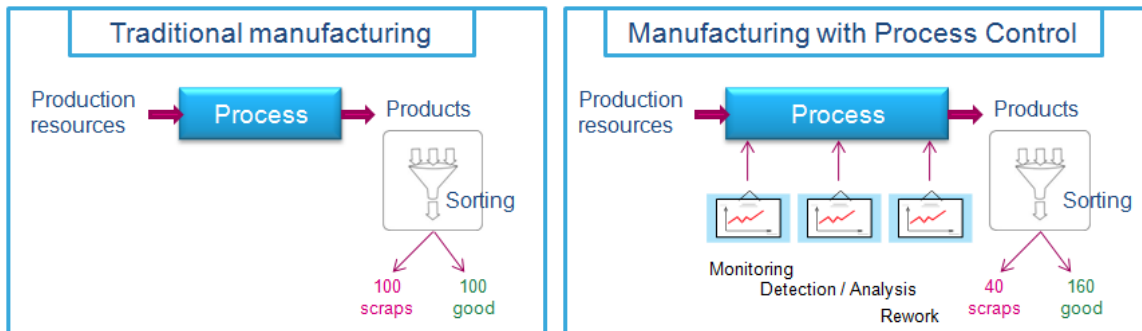 Traditional manufacturing
Production
resources
Process
Products
Sorting
100
scraps
100
good
Manufacturing with Process Control
Production
resources
Process
Products
Sorting
Monitoring
Detection / Analysis
Rework
40
scraps
160
good